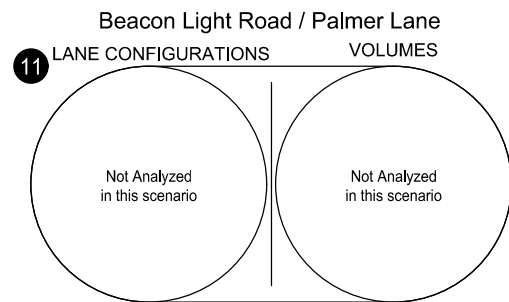 Beacon Light Road / Palmer Lane
11 LANE CONFIGURATIONS VOLUMES
Not Analyzed
in this scenario
Not Analyzed
in this scenario